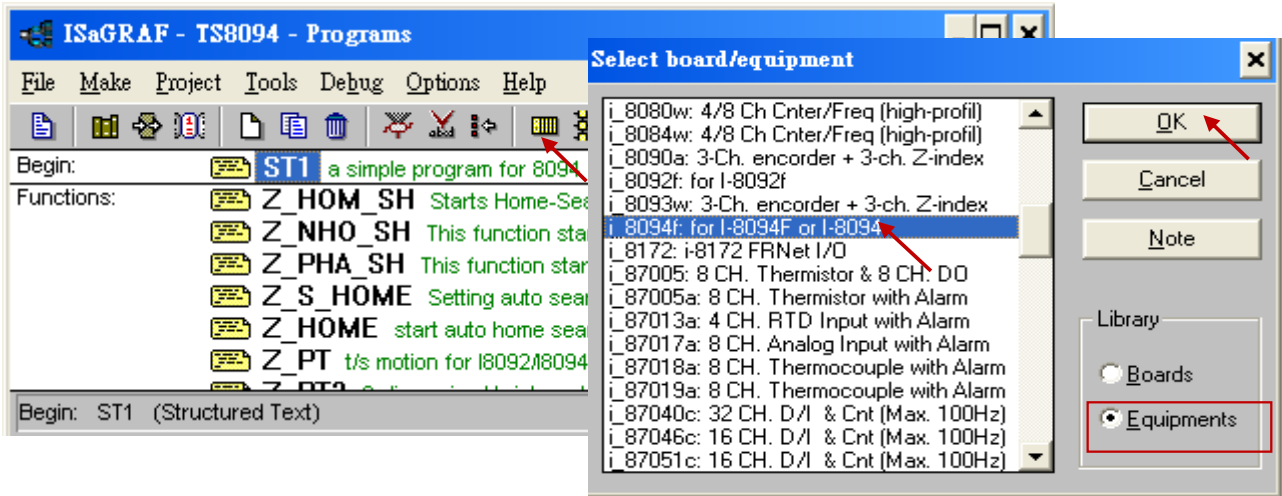 ISaGRAF - TS8094 - Programs
File Make Project Tools Debug Options Help
Begin: ST1 a simple program for 8094
Functions: Z_HOM_SH Starts Home-Sea
Z_NHO_SH This function sta
Z_PHA_SH This function star
Z_S_HOME Setting auto sear
Z_HOME start auto home sea
Z_PT t/s motion for I8092/I8094
Begin: ST1 (Structured Text)
Select board/equipment
i_8080w: 4/8 Ch Cnter/Freq (high-profil)
i_8084w: 4/8 Ch Cnter/Freq (high-profil)
i_8090a: 3-Ch. encorder + 3-ch. Z-index
i_8092f: for I-8092f
i_8093w: 3-Ch. encorder + 3-ch. Z-index
i_8094f: for I-8094F or I-8094
i_8172: i-8172 FRNet I/O
i_87005: 8 CH. Thermistor & 8 CH. DO
i_87005a: 8 CH. Thermistor with Alarm
i_87013a: 4 CH. RTD Input with Alarm
i_87017a: 8 CH. Analog Input with Alarm
i_87018a: 8 CH. Thermocouple with Alarm
i_87019a: 8 CH. Thermocouple with Alarm
i_87040c: 32 CH. D/I & Cnt (Max. 100Hz)
i_87046c: 16 CH. D/I & Cnt (Max. 100Hz)
i_87051c: 16 CH. D/I & Cnt (Max. 100Hz)
OK
Cancel
Note
Library
Boards
Equipments